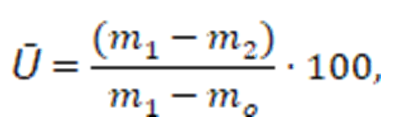 Ū = (m₁ − m₂) / (m₁ − mₒ) · 100,